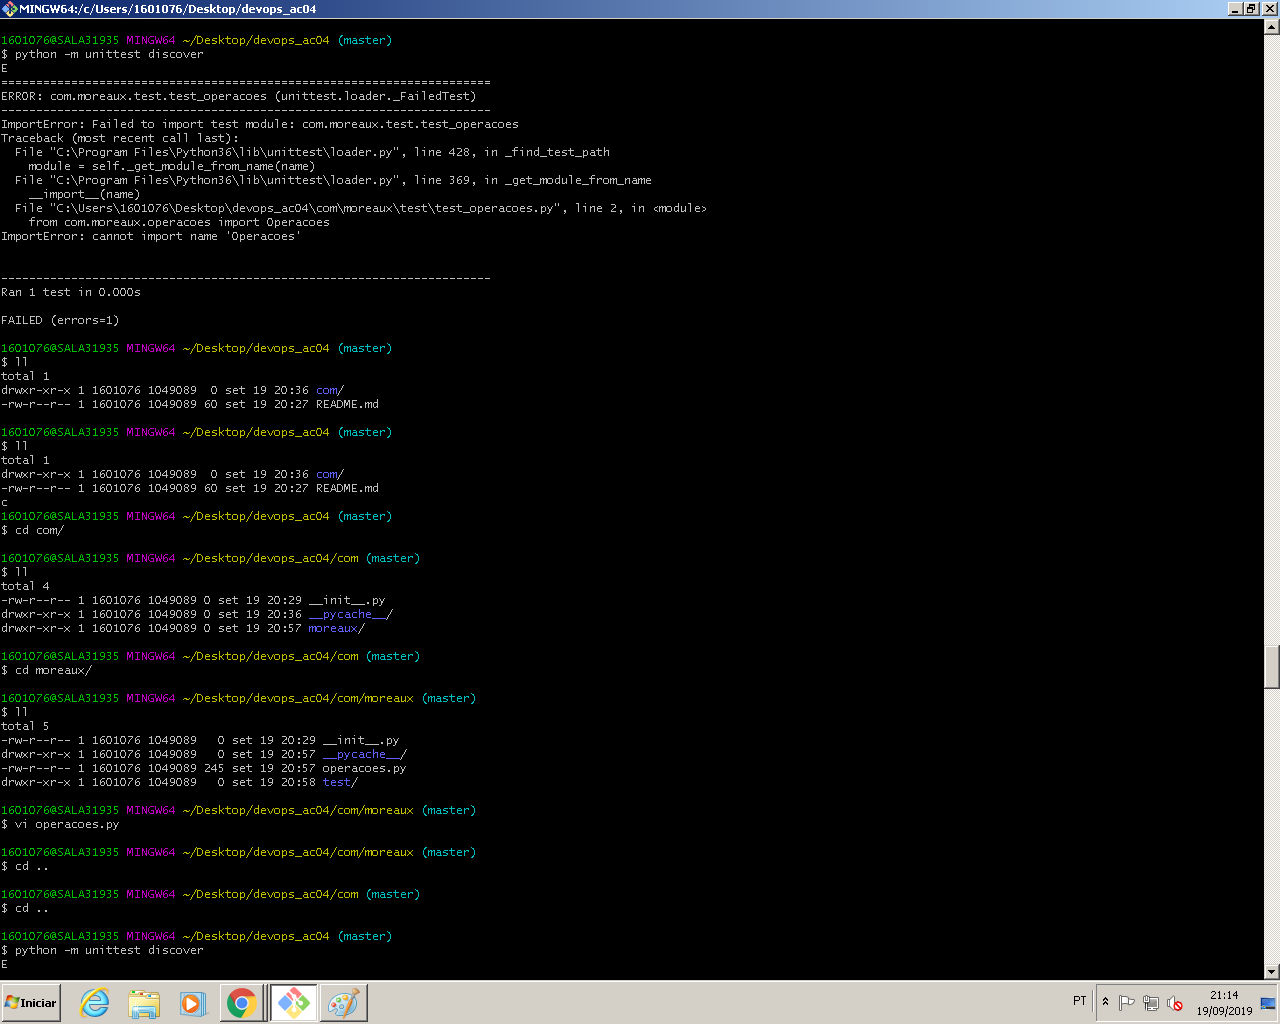 MINGW64:/c/Users/1601076/Desktop/devops_ac04
1601076@SALA31935 MINGW64 ~/Desktop/devops_ac04 (master)
$ python -m unittest discover
E
======================================================================
ERROR: com.moreaux.test.test_operacoes (unittest.loader._FailedTest)
----------------------------------------------------------------------
ImportError: Failed to import test module: com.moreaux.test.test_operacoes
Traceback (most recent call last):
  File "C:\Program Files\Python36\lib\unittest\loader.py", line 428, in _find_test_path
    module = self._get_module_from_name(name)
  File "C:\Program Files\Python36\lib\unittest\loader.py", line 369, in _get_module_from_name
    __import__(name)
  File "C:\Users\1601076\Desktop\devops_ac04\com\moreaux\test\test_operacoes.py", line 2, in <module>
    from com.moreaux.operacoes import Operacoes
ImportError: cannot import name 'Operacoes'
----------------------------------------------------------------------
Ran 1 test in 0.000s
FAILED (errors=1)
1601076@SALA31935 MINGW64 ~/Desktop/devops_ac04 (master)
$ ll
total 1
drwxr-xr-x 1 1601076 1049089  0 set 19 20:36 com/
-rw-r--r-- 1 1601076 1049089 60 set 19 20:27 README.md
1601076@SALA31935 MINGW64 ~/Desktop/devops_ac04 (master)
$ ll
total 1
drwxr-xr-x 1 1601076 1049089  0 set 19 20:36 com/
-rw-r--r-- 1 1601076 1049089 60 set 19 20:27 README.md
c
1601076@SALA31935 MINGW64 ~/Desktop/devops_ac04 (master)
$ cd com/
1601076@SALA31935 MINGW64 ~/Desktop/devops_ac04/com (master)
$ ll
total 4
-rw-r--r-- 1 1601076 1049089 0 set 19 20:29 __init__.py
drwxr-xr-x 1 1601076 1049089 0 set 19 20:36 __pycache__/
drwxr-xr-x 1 1601076 1049089 0 set 19 20:57 moreaux/
1601076@SALA31935 MINGW64 ~/Desktop/devops_ac04/com (master)
$ cd moreaux/
1601076@SALA31935 MINGW64 ~/Desktop/devops_ac04/com/moreaux (master)
$ ll
total 5
-rw-r--r-- 1 1601076 1049089   0 set 19 20:29 __init__.py
drwxr-xr-x 1 1601076 1049089   0 set 19 20:57 __pycache__/
-rw-r--r-- 1 1601076 1049089 245 set 19 20:57 operacoes.py
drwxr-xr-x 1 1601076 1049089   0 set 19 20:58 test/
1601076@SALA31935 MINGW64 ~/Desktop/devops_ac04/com/moreaux (master)
$ vi operacoes.py
1601076@SALA31935 MINGW64 ~/Desktop/devops_ac04/com/moreaux (master)
$ cd ..
1601076@SALA31935 MINGW64 ~/Desktop/devops_ac04/com (master)
$ cd ..
1601076@SALA31935 MINGW64 ~/Desktop/devops_ac04 (master)
$ python -m unittest discover
E
Iniciar
PT
21:14
19/09/2019